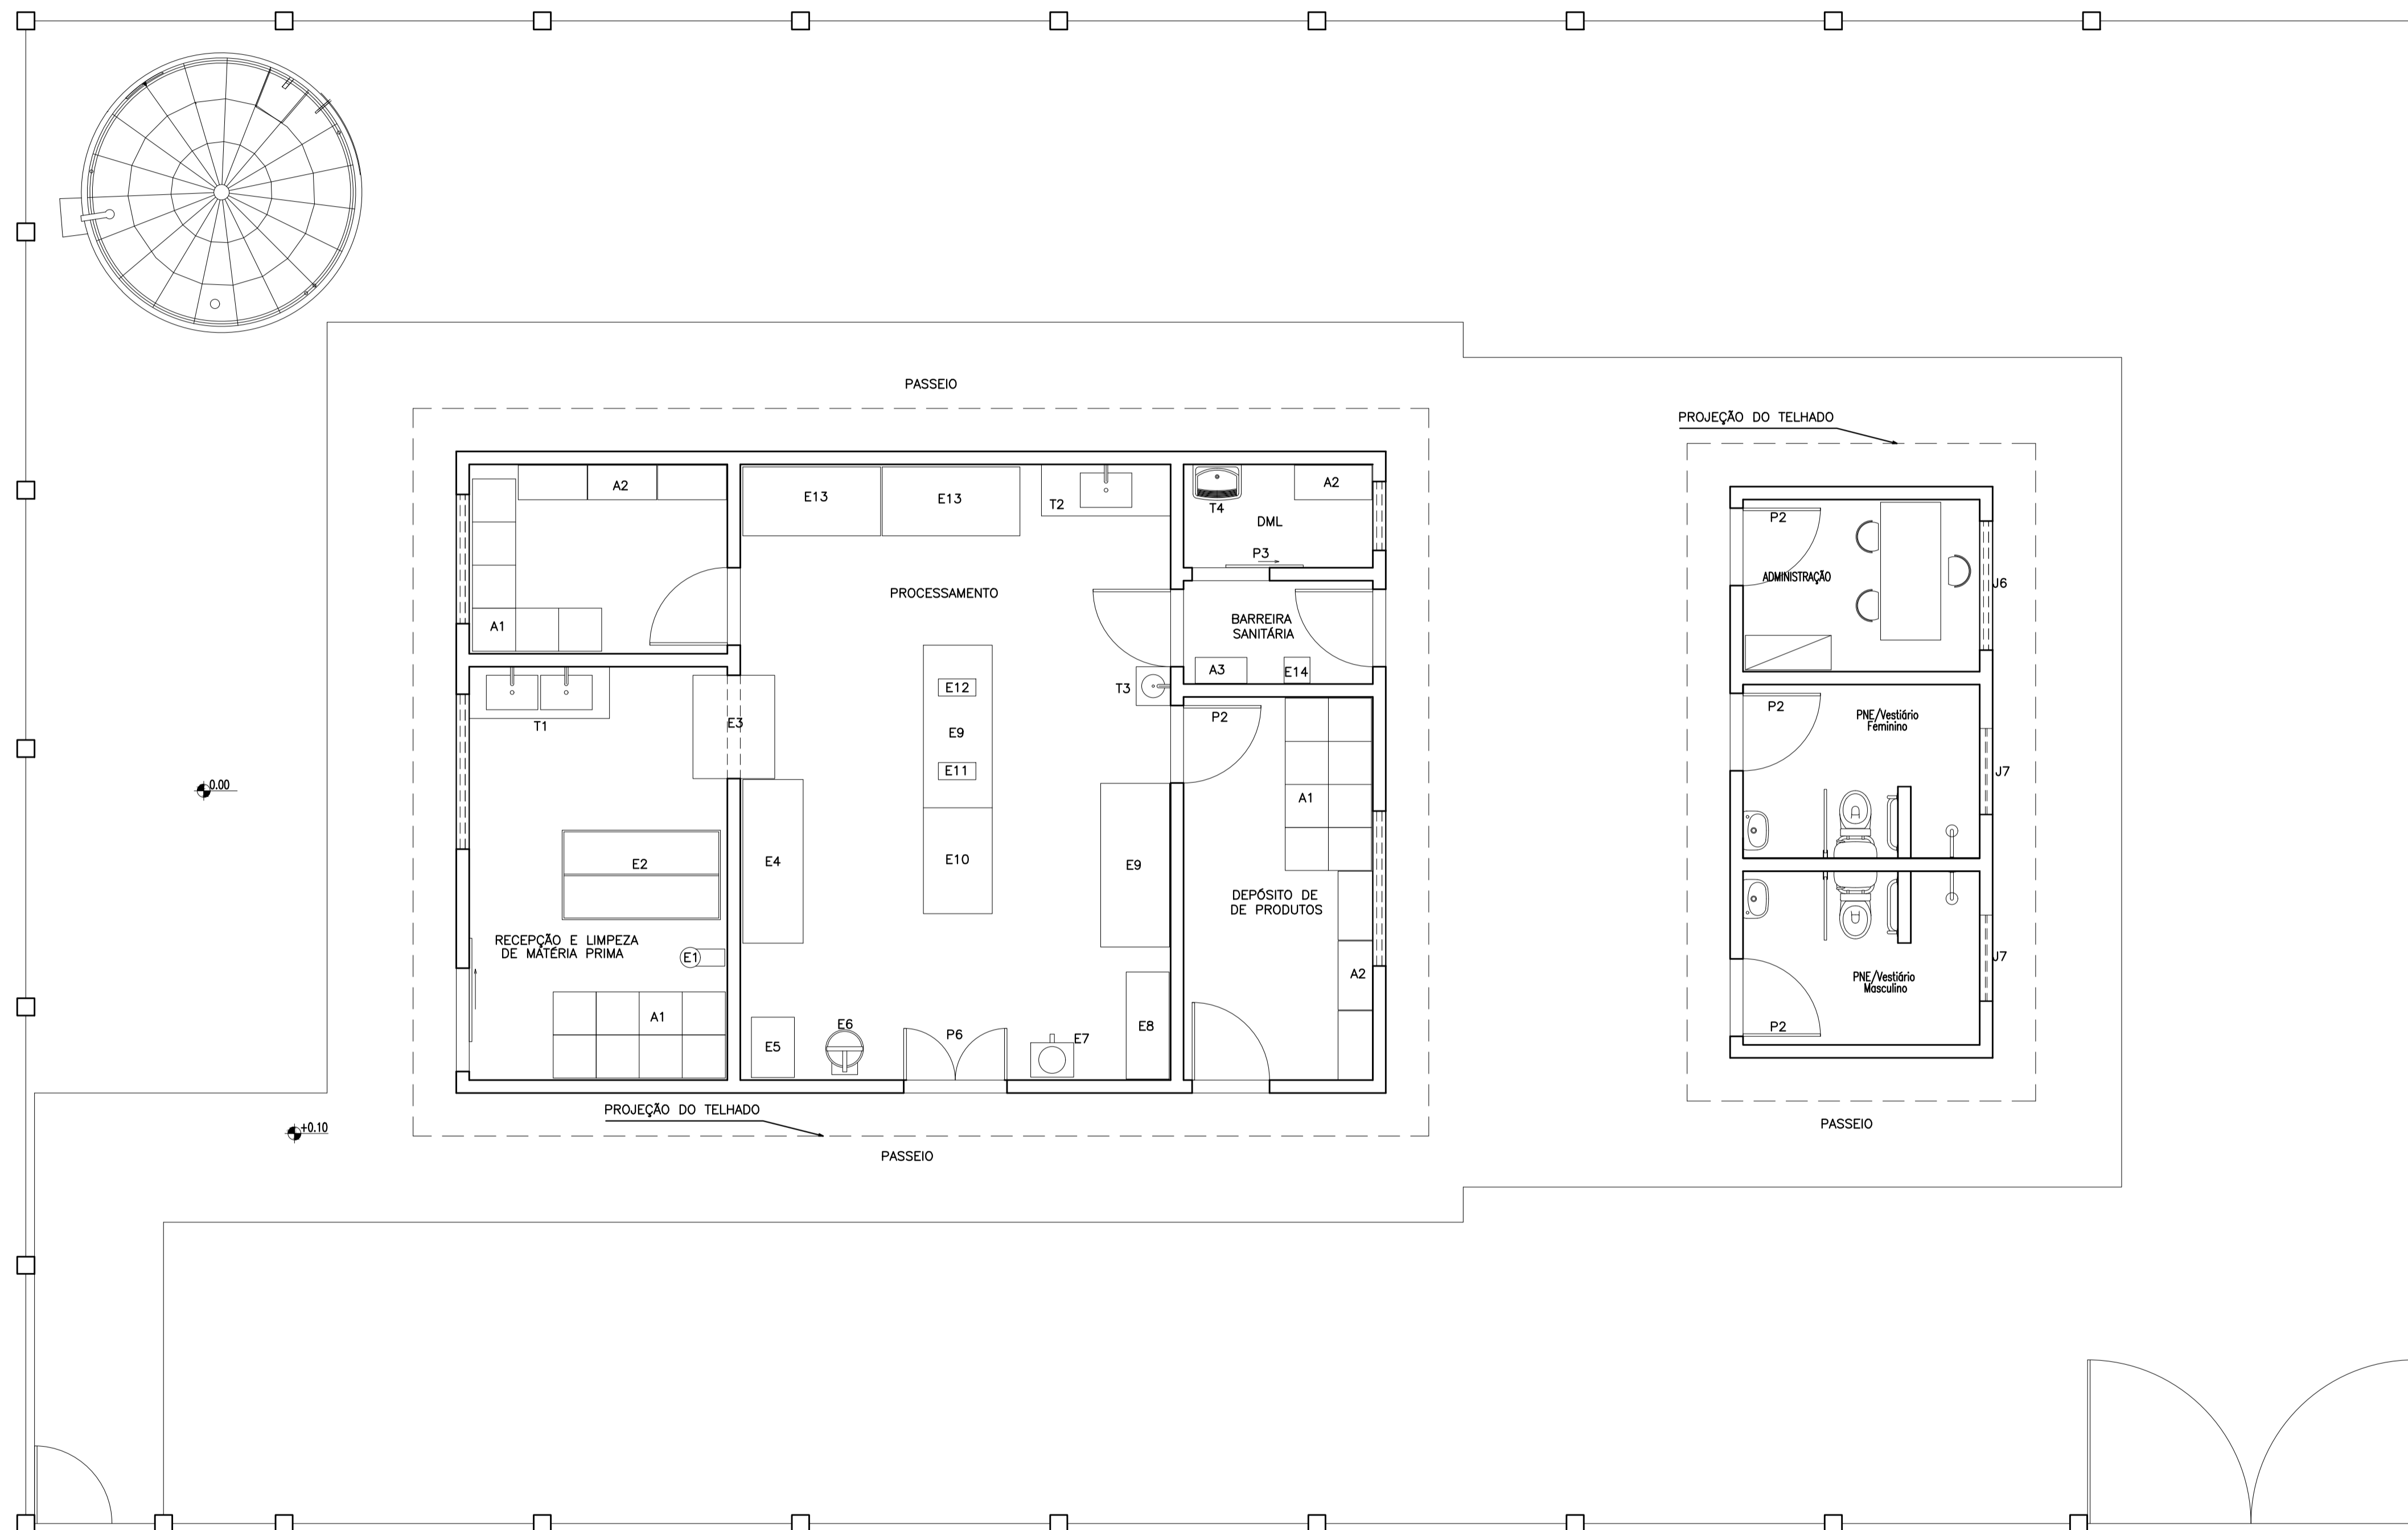 PASSEIO
PROJEÇÃO DO TELHADO
A2
E13
E13
T2
T4
A2
DML
P3
P2
ADMINISTRAÇÃO
J6
PROCESSAMENTO
A1
BARREIRA
SANITÁRIA
A3
E14
T3
E12
T1
E3
E9
E11
P2
P2
PNE/Vestiário
Feminino
J7
0.00
A1
E2
E4
E10
E9
DEPÓSITO DE
DE PRODUTOS
RECEPÇÃO E LIMPEZA
DE MATÉRIA PRIMA
E1
A2
J7
PNE/Vestiário
Masculino
A1
E5
E6
P6
E7
E8
P2
PROJEÇÃO DO TELHADO
+0.10
PASSEIO
PASSEIO